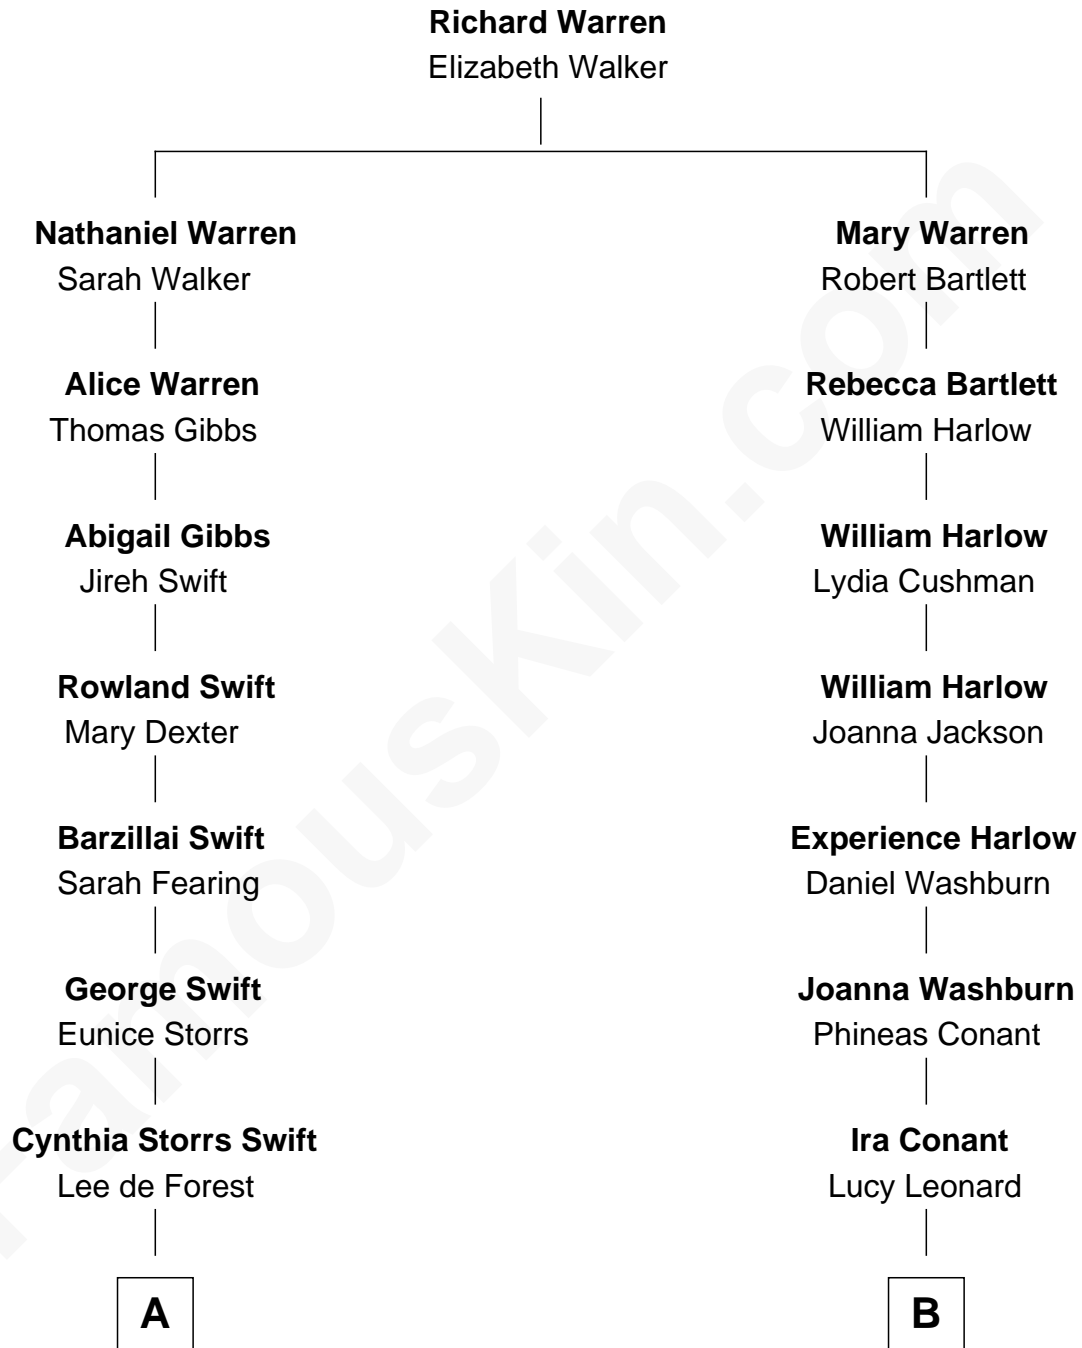 Richard Warren
Elizabeth Walker
Nathaniel Warren
Sarah Walker
Mary Warren
Robert Bartlett
Alice Warren
Thomas Gibbs
Rebecca Bartlett
William Harlow
Abigail Gibbs
Jireh Swift
William Harlow
Lydia Cushman
Rowland Swift
Mary Dexter
William Harlow
Joanna Jackson
Barzillai Swift
Sarah Fearing
Experience Harlow
Daniel Washburn
George Swift
Eunice Storrs
Joanna Washburn
Phineas Conant
Cynthia Storrs Swift
Lee de Forest
Ira Conant
Lucy Leonard
A
B
FamousKin.com